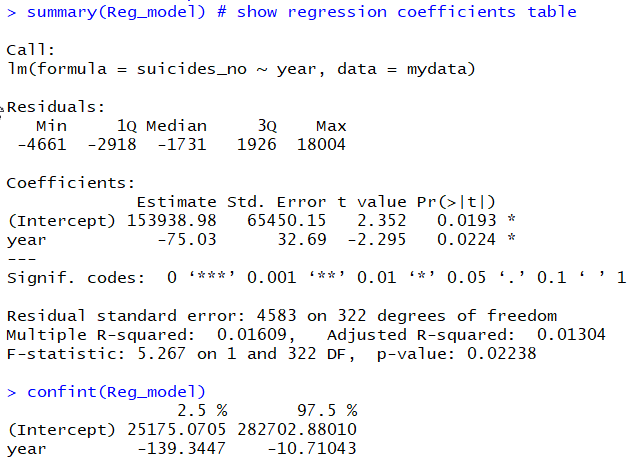 > summary(Reg_model) # show regression coefficients table
Call:
lm(formula = suicides_no ~ year, data = mydata)
Residuals:
   Min     1Q Median     3Q    Max
 -4661  -2918  -1731   1926  18004
Coefficients:
             Estimate Std. Error t value Pr(>|t|)
(Intercept) 153938.98   65450.15   2.352   0.0193 *
year           -75.03      32.69  -2.295   0.0224 *
---
Signif. codes:  0 ‘***’ 0.001 ‘**’ 0.01 ‘*’ 0.05 ‘.’ 0.1 ‘ ’ 1
Residual standard error: 4583 on 322 degrees of freedom
Multiple R-squared:  0.01609,   Adjusted R-squared:  0.01304
F-statistic: 5.267 on 1 and 322 DF,  p-value: 0.02238
> confint(Reg_model)
                 2.5 %       97.5 %
(Intercept) 25175.0705 282702.88010
year         -139.3447    -10.71043